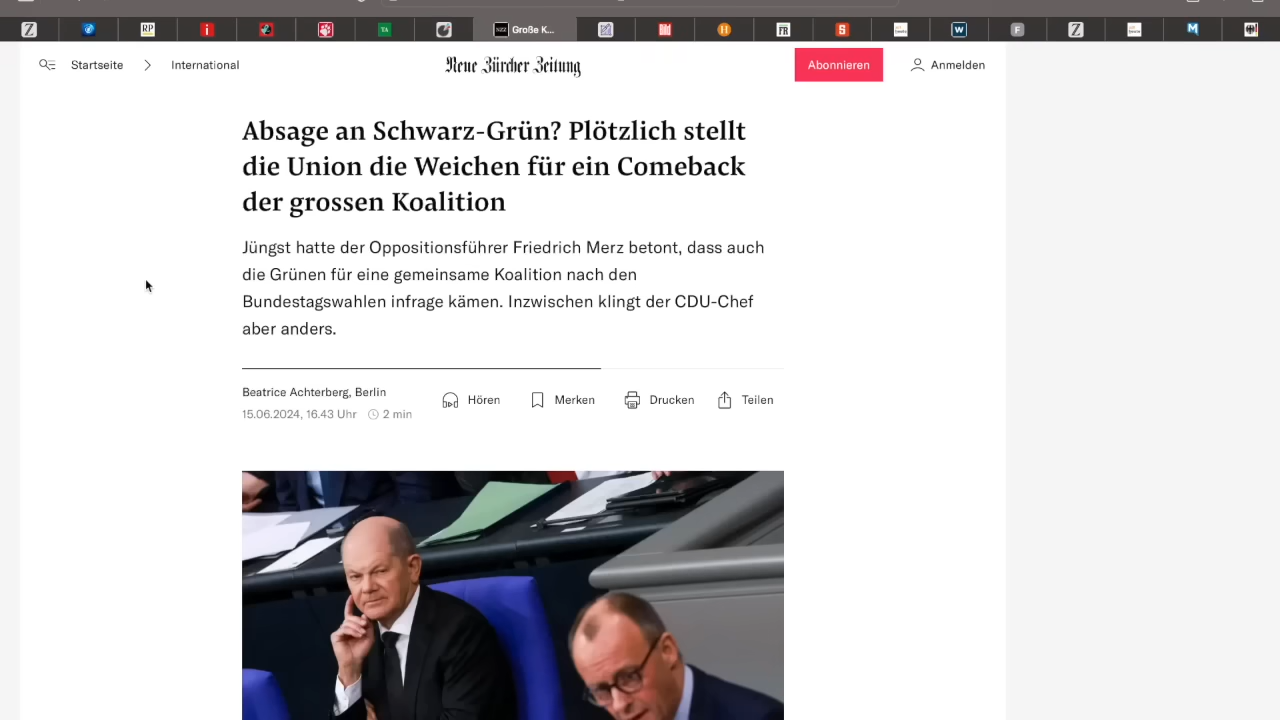 Z
RP
i
TA
NZZ Große K...
Bild
H
FR
S
W
F
Z
M
Startseite
International
Neue Zürcher Zeitung
Abonnieren
Anmelden
Absage an Schwarz-Grün? Plötzlich stellt
die Union die Weichen für ein Comeback
der grossen Koalition
Jüngst hatte der Oppositionsführer Friedrich Merz betont, dass auch
die Grünen für eine gemeinsame Koalition nach den
Bundestagswahlen infrage kämen. Inzwischen klingt der CDU-Chef
aber anders.
Beatrice Achterberg, Berlin
Hören
Merken
Drucken
Teilen
15.06.2024, 16.43 Uhr
2 min